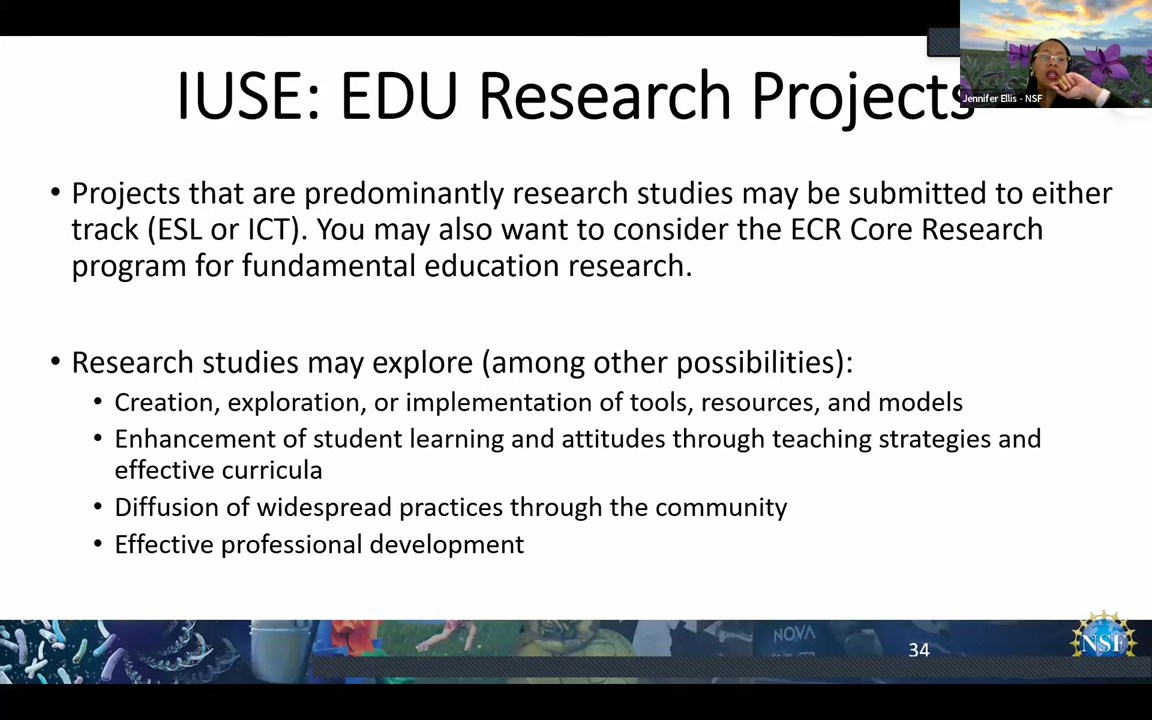 IUSE: EDU Research Projects
Jennifer Ellis - NSF
• Projects that are predominantly research studies may be submitted to either
track (ESL or ICT). You may also want to consider the ECR Core Research
program for fundamental education research.
• Research studies may explore (among other possibilities):
• Creation, exploration, or implementation of tools, resources, and models
• Enhancement of student learning and attitudes through teaching strategies and
effective curricula
• Diffusion of widespread practices through the community
• Effective professional development
NOVA
34
NSF